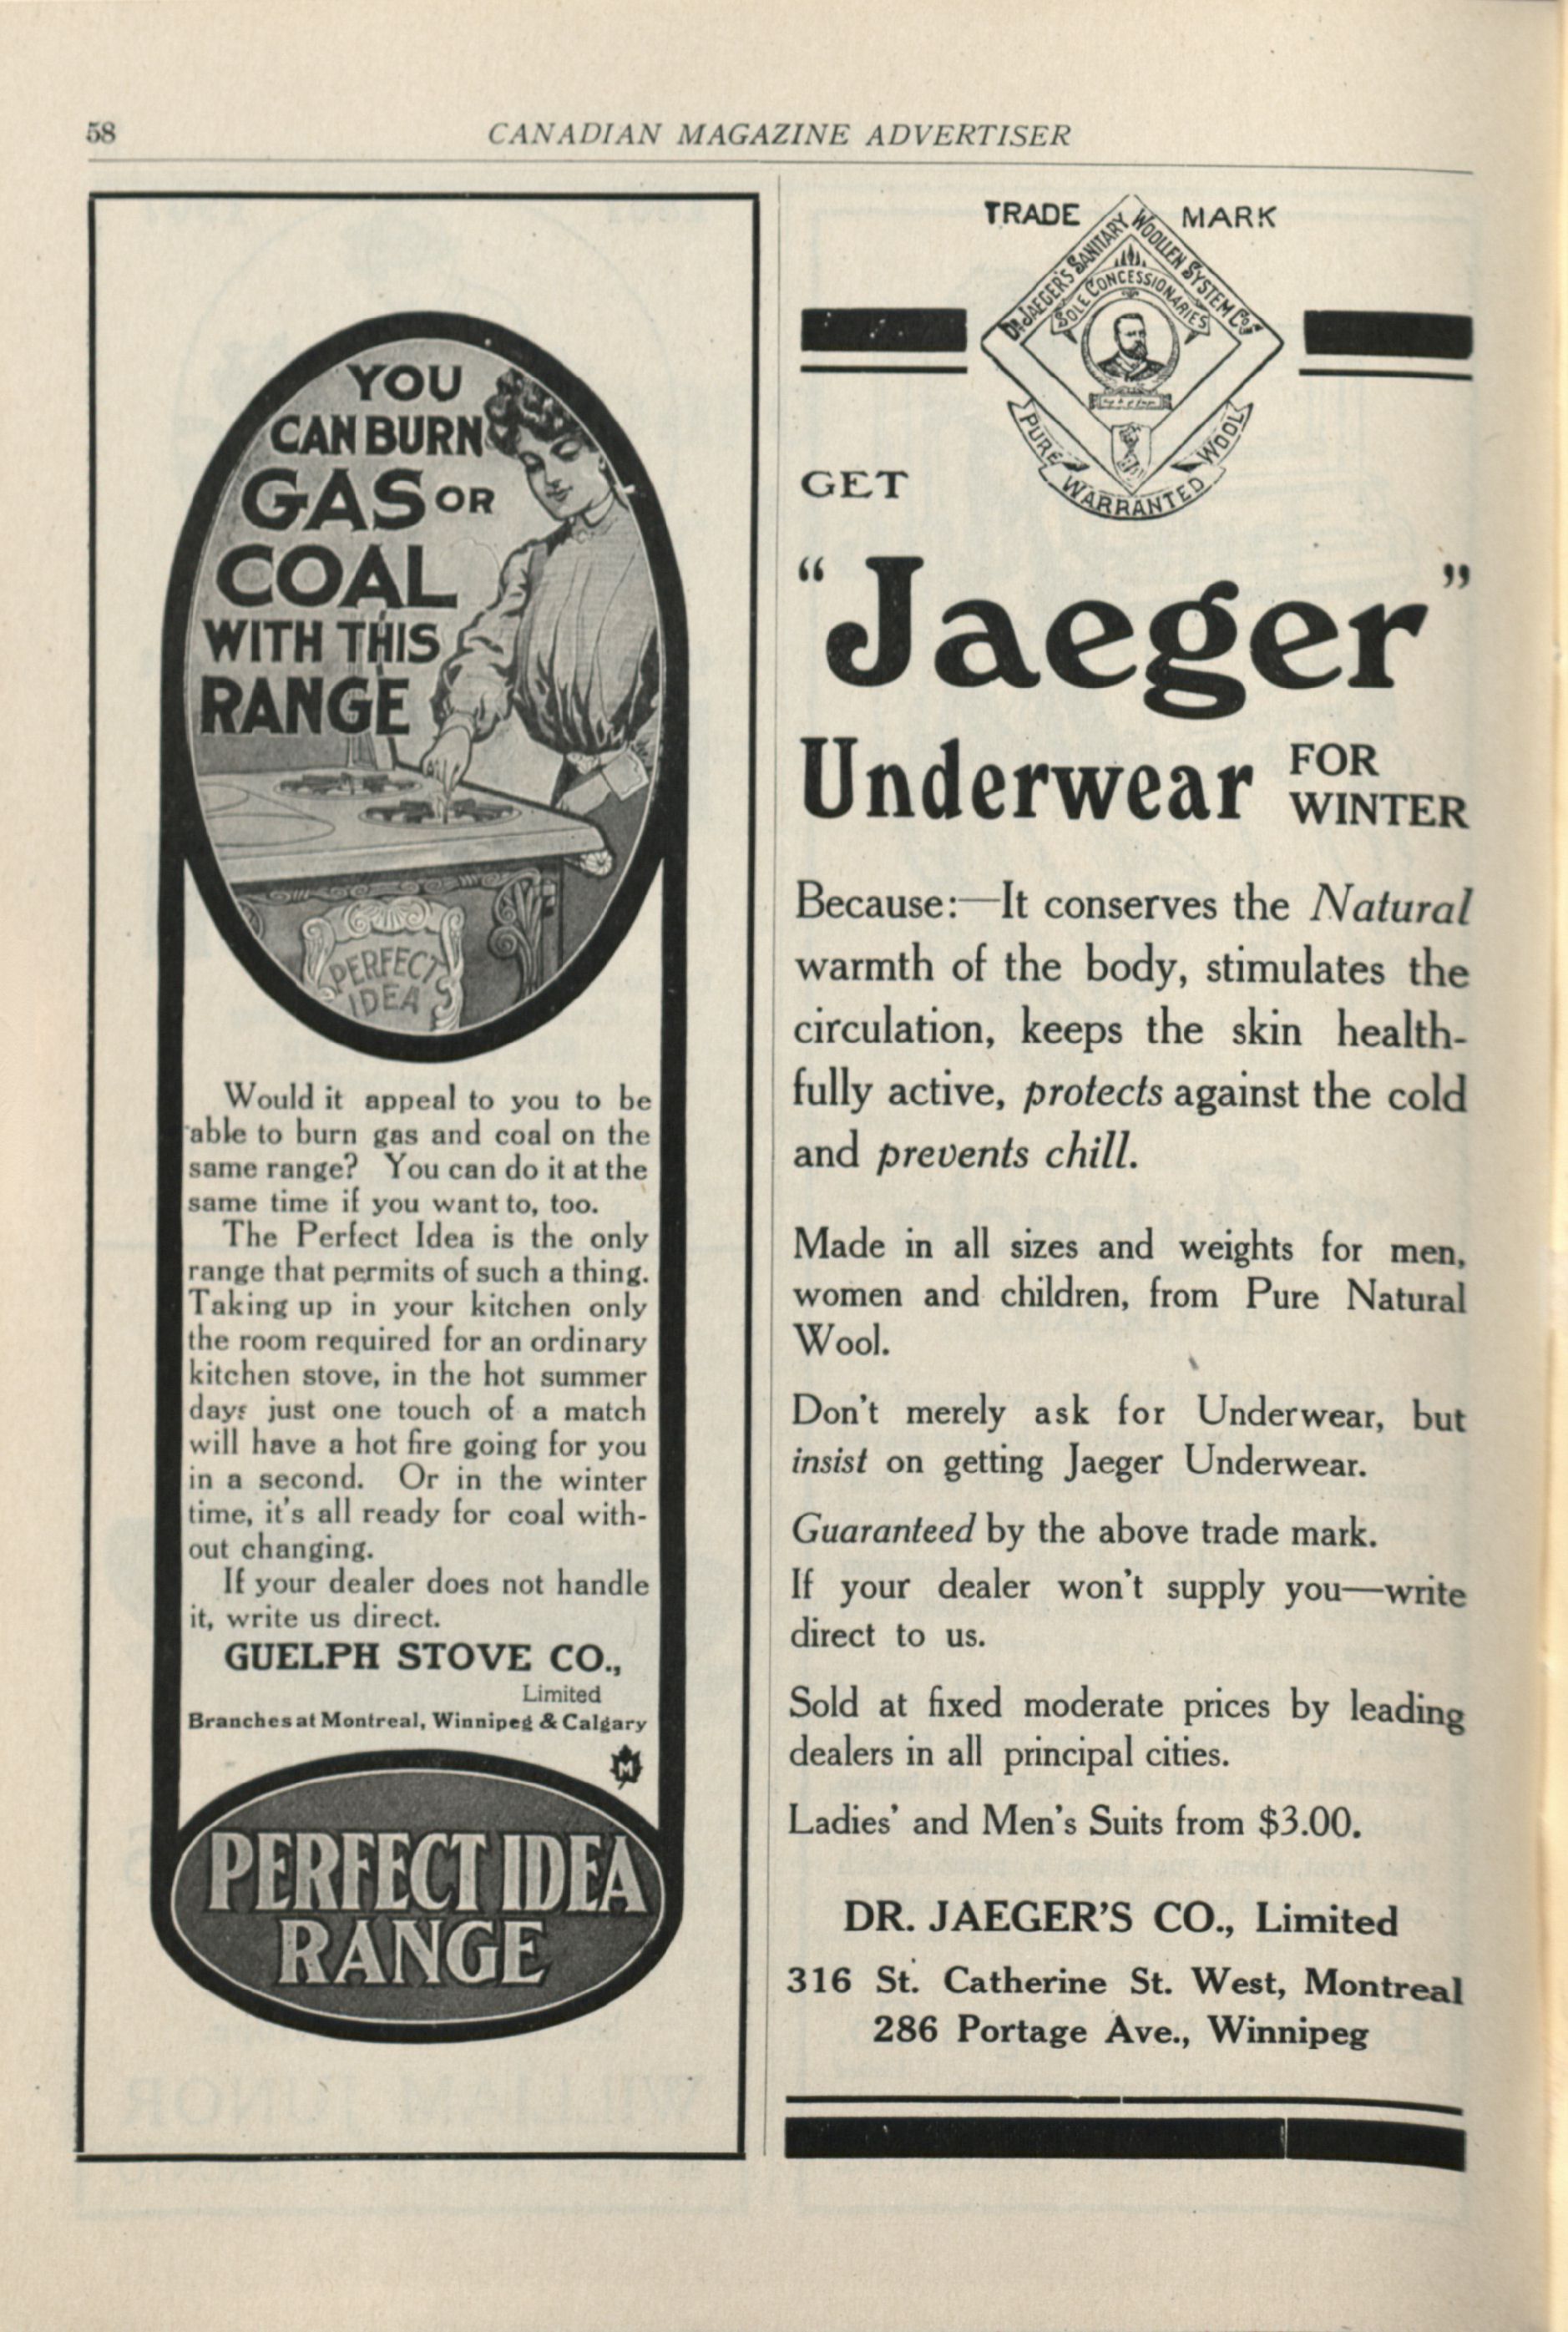 58
CANADIAN MAGAZINE ADVERTISER
YOU
CAN BURN
GAS OR
COAL
WITH THIS
RANGE
PERFECT
IDEA
Would it appeal to you to be
able to burn gas and coal on the
same range? You can do it at the
same time if you want to, too.
The Perfect Idea is the only
range that permits of such a thing.
Taking up in your kitchen only
the room required for an ordinary
kitchen stove, in the hot summer
days just one touch of a match
will have a hot fire going for you
in a second. Or in the winter
time, it's all ready for coal with-
out changing.
If your dealer does not handle
it, write us direct.
GUELPH STOVE CO.,
Limited
Branches at Montreal, Winnipeg & Calgary
M
PERFECT IDEA
RANGE
TRADE MARK
DR. JAEGER'S SANITARY WOOLLEN SYSTEM Co.
SOLE CONCESSIONARIES
PURE WARRANTED WOOL
GET
"Jaeger"
Underwear FOR
WINTER
Because:—It conserves the Natural
warmth of the body, stimulates the
circulation, keeps the skin health-
fully active, protects against the cold
and prevents chill.
Made in all sizes and weights for men,
women and children, from Pure Natural
Wool.
Don't merely ask for Underwear, but
insist on getting Jaeger Underwear.
Guaranteed by the above trade mark.
If your dealer won't supply you—write
direct to us.
Sold at fixed moderate prices by leading
dealers in all principal cities.
Ladies' and Men's Suits from $3.00.
DR. JAEGER'S CO., Limited
316 St. Catherine St. West, Montreal
286 Portage Ave., Winnipeg